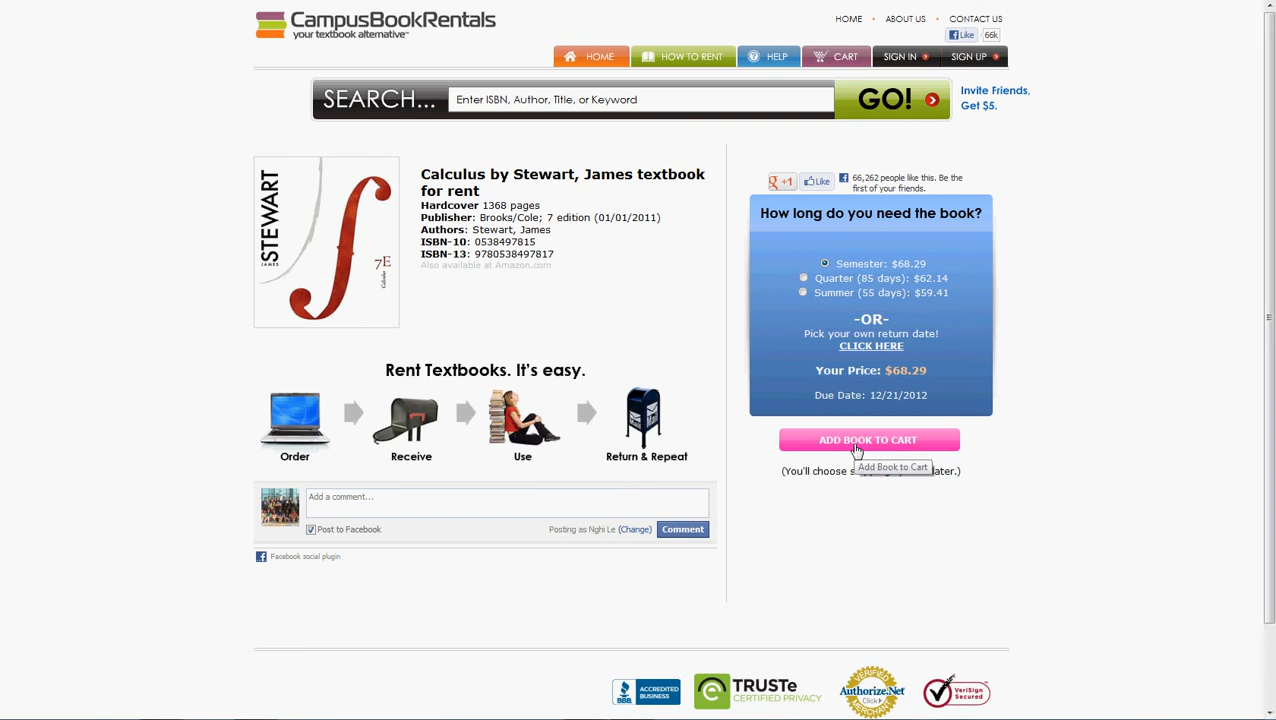 CampusBookRentals
your textbook alternative™
HOME • ABOUT US • CONTACT US
Like 66k
HOME HOW TO RENT HELP CART SIGN IN SIGN UP
SEARCH... Enter ISBN, Author, Title, or Keyword GO!
Invite Friends,
Get $5.
STEWART
JAMES
7E
Calculus
Calculus by Stewart, James textbook
for rent
Hardcover 1368 pages
Publisher: Brooks/Cole; 7 edition (01/01/2011)
Authors: Stewart, James
ISBN-10: 0538497815
ISBN-13: 9780538497817
Also available at Amazon.com
Rent Textbooks. It's easy.
Order Receive Use Return & Repeat
Add a comment...
Post to Facebook Posting as Nghi Le (Change) Comment
Facebook social plugin
g +1 Like 66,262 people like this. Be the
first of your friends.
How long do you need the book?
Semester: $68.29
Quarter (85 days): $62.14
Summer (55 days): $59.41
-OR-
Pick your own return date!
CLICK HERE
Your Price: $68.29
Due Date: 12/21/2012
ADD BOOK TO CART
Add Book to Cart
(You'll choose later.)
BBB ACCREDITED
BUSINESS
TRUSTe
CERTIFIED PRIVACY
VERIFIED
Authorize.Net
Click
MERCHANT
VeriSign
Secured